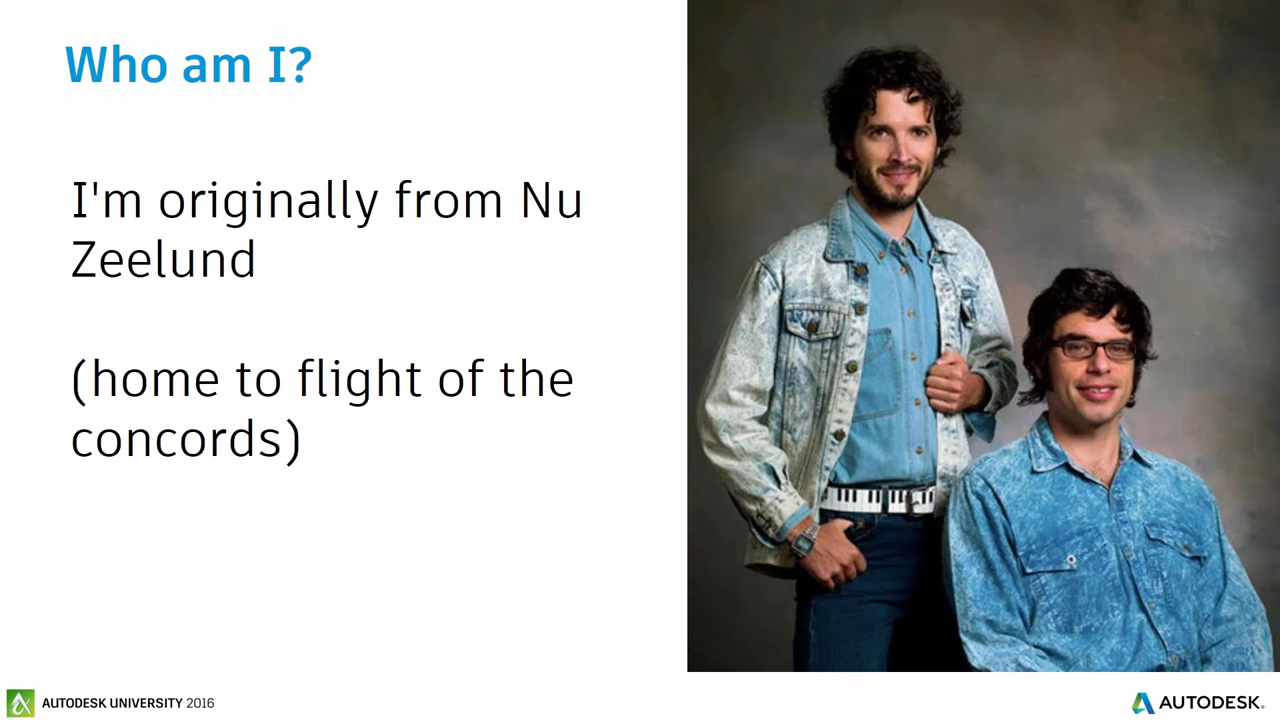 Who am I?
I'm originally from Nu
Zeelund
(home to flight of the
concords)
AUTODESK UNIVERSITY 2016
AUTODESK.